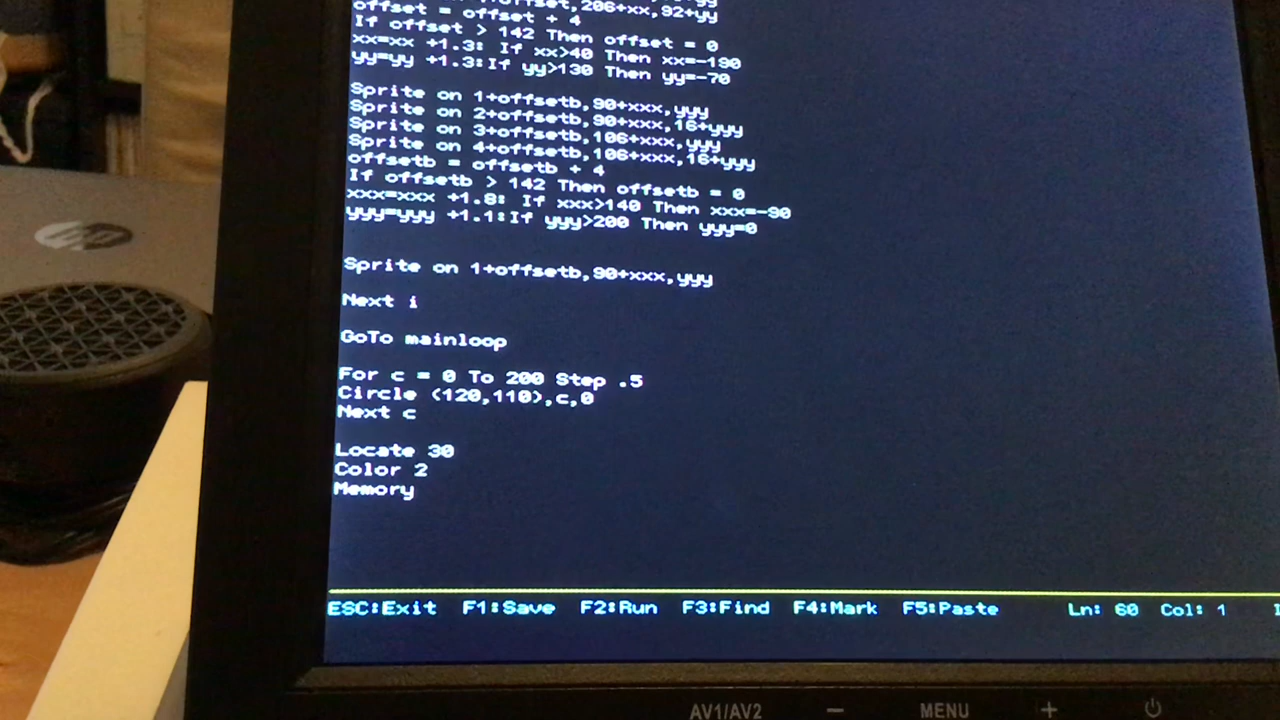 offset,206+xx,92+yy
offset = offset + 4
If offset > 142 Then offset = 0
xx=xx +1.3: If xx>40 Then xx=-190
yy=yy +1.3:If yy>130 Then yy=-70
Sprite on 1+offsetb,90+xxx,yyy
Sprite on 2+offsetb,90+xxx,16+yyy
Sprite on 3+offsetb,106+xxx,yyy
Sprite on 4+offsetb,106+xxx,16+yyy
offsetb = offsetb + 4
If offsetb > 142 Then offsetb = 0
xxx=xxx +1.8: If xxx>140 Then xxx=-90
yyy=yyy +1.1:If yyy>200 Then yyy=0
Sprite on 1+offsetb,90+xxx,yyy
Next i
GoTo mainloop
For c = 0 To 200 Step .5
Circle (120,110),c,0
Next c
Locate 30
Color 2
Memory
ESC:Exit F1:Save F2:Run F3:Find F4:Mark F5:Paste Ln: 60 Col: 1
AV1/AV2 − MENU +
hp